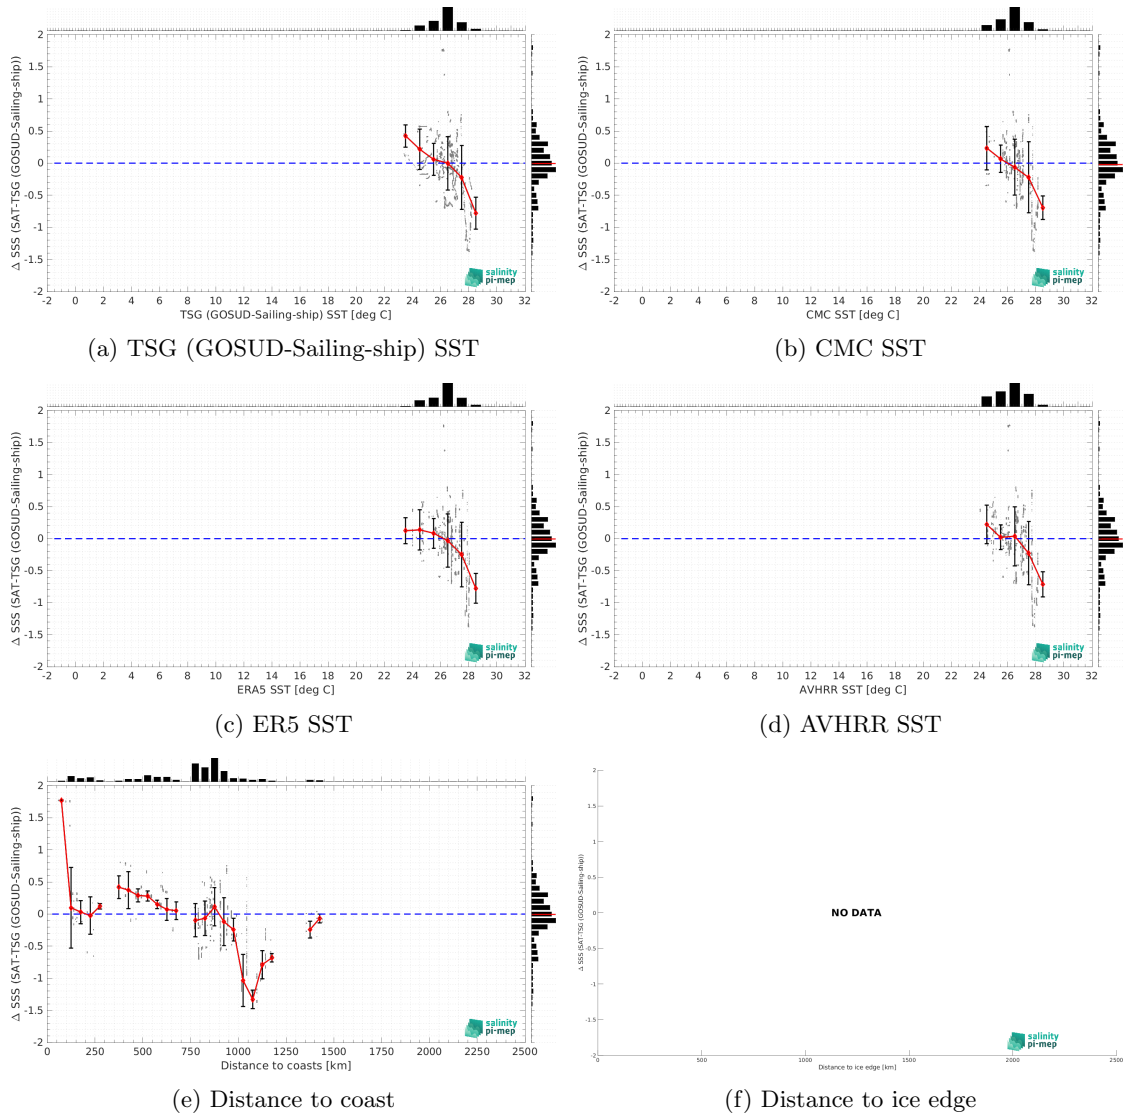 2
1.5
1
0.5
0
-0.5
-1
-1.5
-2
Δ SSS (SAT-TSG (GOSUD-Sailing-ship))
salinity
pi-mep
-2 0 2 4 6 8 10 12 14 16 18 20 22 24 26 28 30 32
TSG (GOSUD-Sailing-ship) SST [deg C]
(a) TSG (GOSUD-Sailing-ship) SST
2
1.5
1
0.5
0
-0.5
-1
-1.5
-2
Δ SSS (SAT-TSG (GOSUD-Sailing-ship))
salinity
pi-mep
-2 0 2 4 6 8 10 12 14 16 18 20 22 24 26 28 30 32
CMC SST [deg C]
(b) CMC SST
2
1.5
1
0.5
0
-0.5
-1
-1.5
-2
Δ SSS (SAT-TSG (GOSUD-Sailing-ship))
salinity
pi-mep
-2 0 2 4 6 8 10 12 14 16 18 20 22 24 26 28 30 32
ERA5 SST [deg C]
(c) ER5 SST
2
1.5
1
0.5
0
-0.5
-1
-1.5
-2
Δ SSS (SAT-TSG (GOSUD-Sailing-ship))
salinity
pi-mep
-2 0 2 4 6 8 10 12 14 16 18 20 22 24 26 28 30 32
AVHRR SST [deg C]
(d) AVHRR SST
2
1.5
1
0.5
0
-0.5
-1
-1.5
-2
Δ SSS (SAT-TSG (GOSUD-Sailing-ship))
salinity
pi-mep
0 250 500 750 1000 1250 1500 1750 2000 2250 2500
Distance to coasts [km]
(e) Distance to coast
2
1.5
1
0.5
0
-0.5
-1
-1.5
-2
Δ SSS (SAT-TSG (GOSUD-Sailing-ship))
NO DATA
salinity
pi-mep
0 500 1000 1500 2000 2500
Distance to ice edge [km]
(f) Distance to ice edge